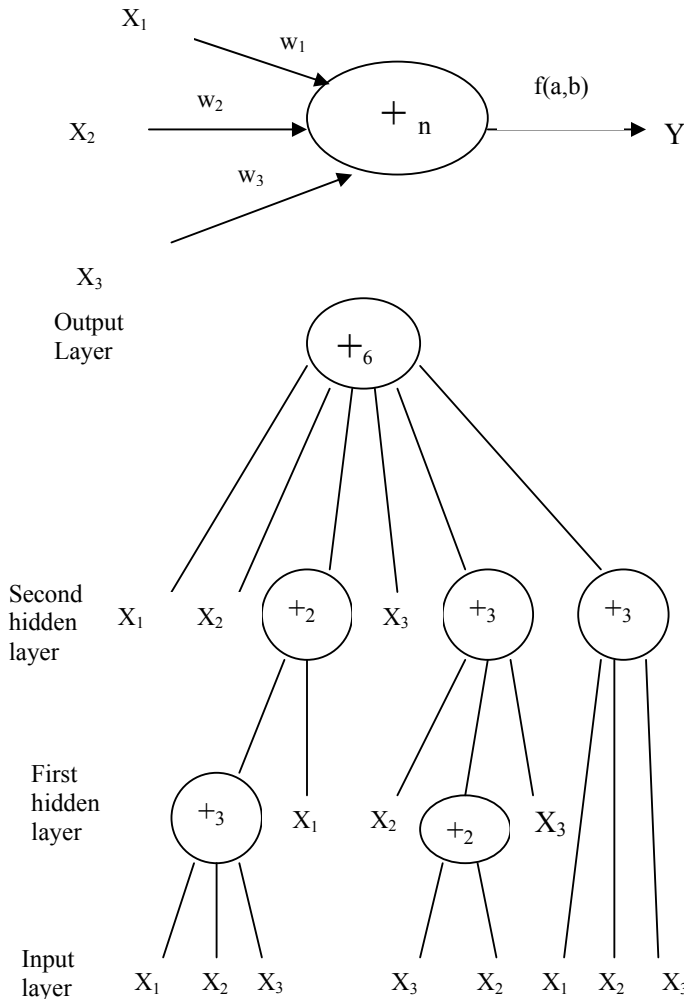 X₁
w₁
f(a,b)
w₂
X₂
+ n
Y
w₃
X₃
Output
Layer
+₆
Second
hidden
layer
X₁ X₂ +₂ X₃ +₃ +₃
First
hidden
layer
+₃ X₁ X₂ +₂ X₃
Input
layer
X₁ X₂ X₃ X₃ X₂ X₁ X₂ X₃